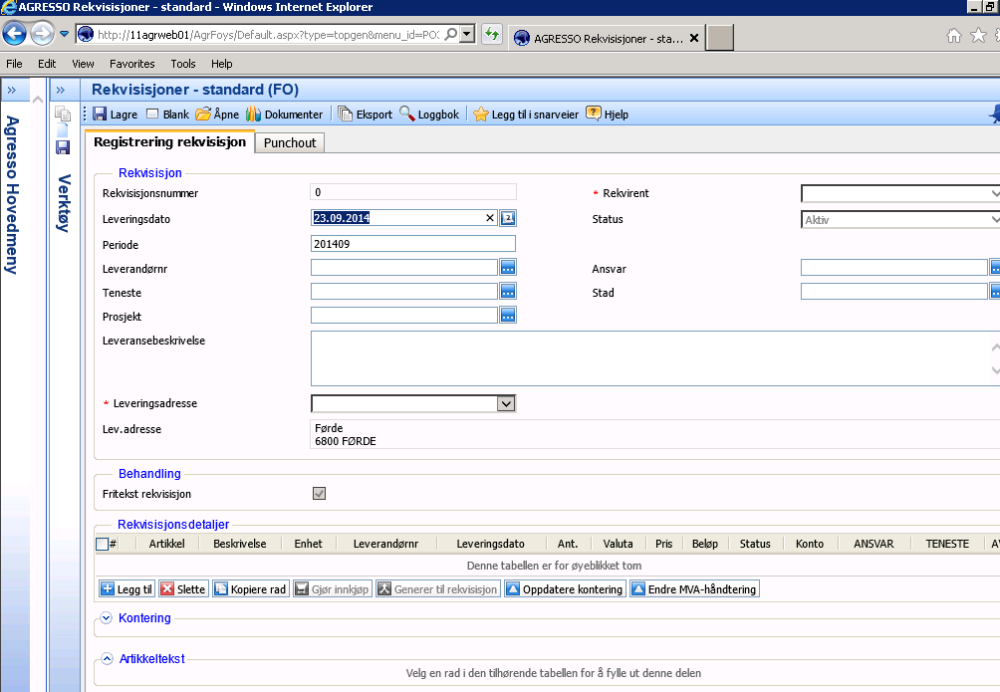 AGRESSO Rekvisisjoner - standard - Windows Internet Explorer
http://11agrweb01/AgrFoys/Default.aspx?type=topgen&menu_id=PO:
AGRESSO Rekvisisjoner - sta...
File Edit View Favorites Tools Help
Agresso Hovedmeny
Verktøy
Rekvisisjoner - standard (FO)
Lagre Blank Åpne Dokumenter Eksport Loggbok Legg til i snarveier Hjelp
Registrering rekvisisjon Punchout
Rekvisisjon
Rekvisisjonsnummer 0 * Rekvirent
Leveringsdato 23.09.2014 Status Aktiv
Periode 201409
Leverandørnr Ansvar
Teneste Stad
Prosjekt
Leveransebeskrivelse
* Leveringsadresse
Lev.adresse Førde
6800 FØRDE
Behandling
Fritekst rekvisisjon
Rekvisisjonsdetaljer
# Artikkel Beskrivelse Enhet Leverandørnr Leveringsdato Ant. Valuta Pris Beløp Status Konto ANSVAR TENESTE
Denne tabellen er for øyeblikket tom
Legg til Slette Kopiere rad Gjør innkjøp Generer til rekvisisjon Oppdatere kontering Endre MVA-håndtering
Kontering
Artikkeltekst
Velg en rad i den tilhørende tabellen for å fylle ut denne delen